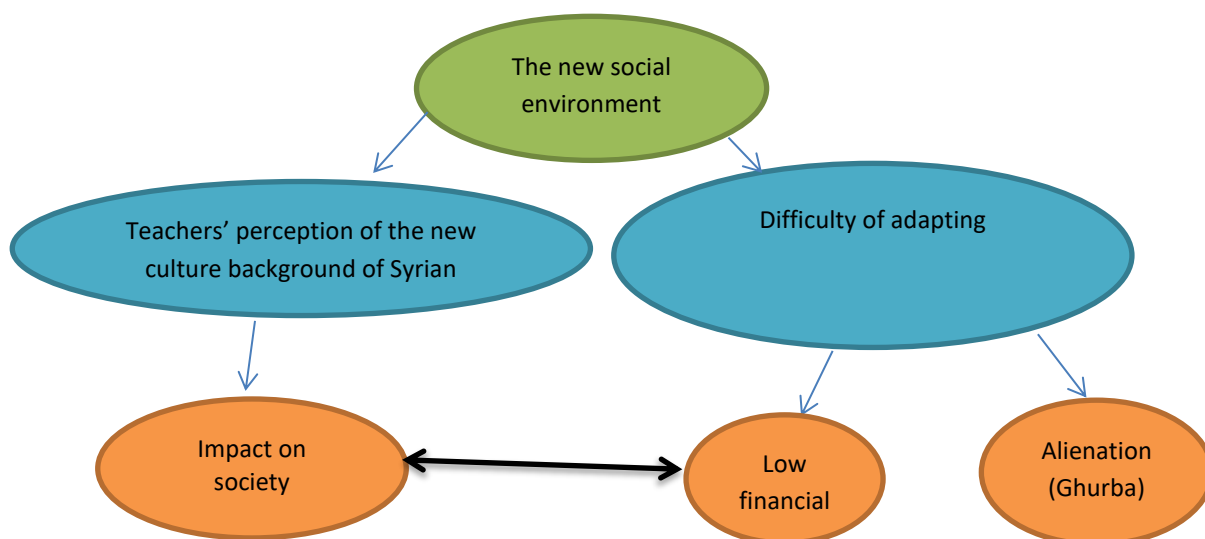 The new social
environment
Teachers’ perception of the new
culture background of Syrian
Difficulty of adapting
Impact on
society
Low
financial
Alienation
(Ghurba)